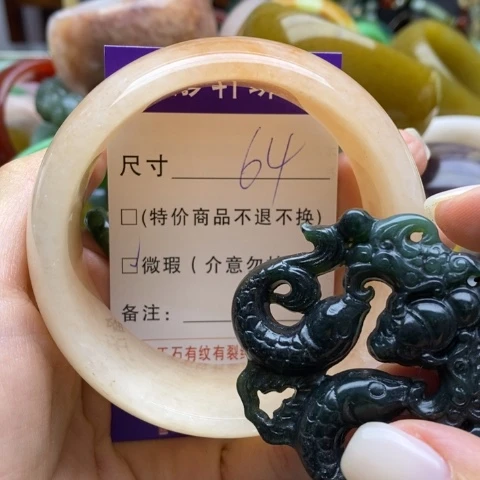 尺寸 64
□(特价商品不退不换)
☑微瑕(介意勿
备注:
玉石有纹有裂